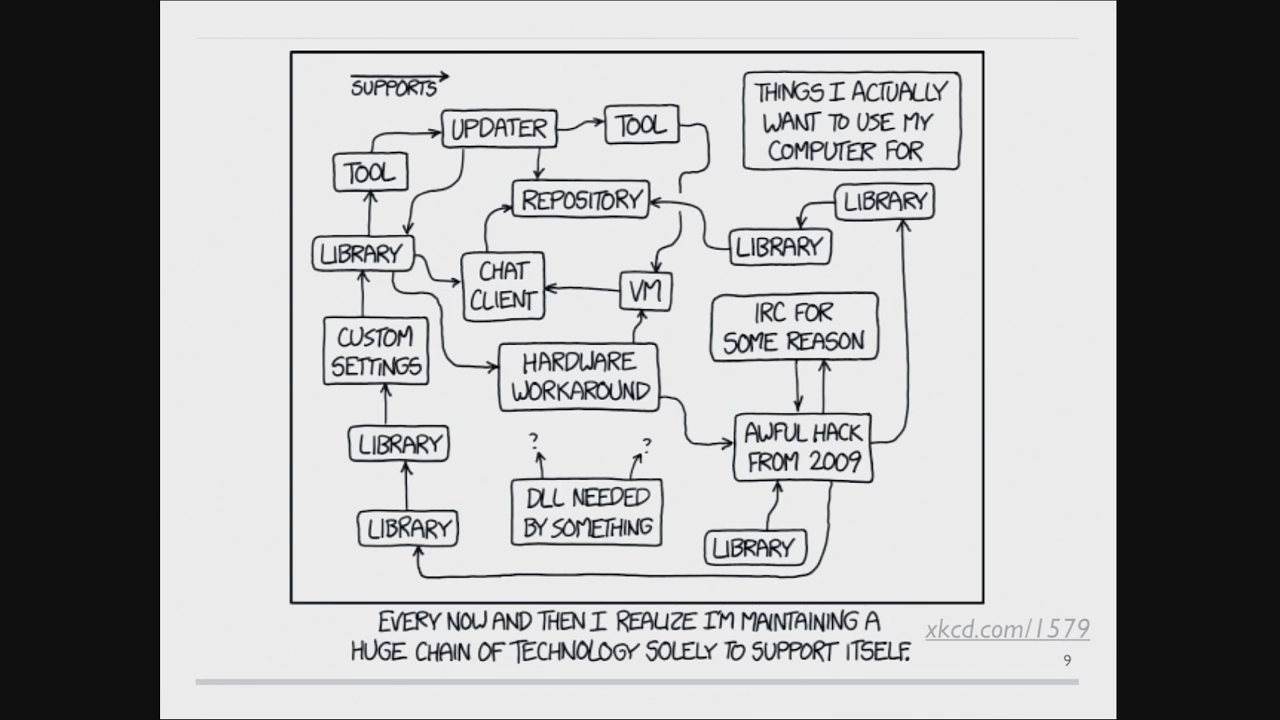 SUPPORTS
THINGS I ACTUALLY
WANT TO USE MY
COMPUTER FOR
UPDATER
TOOL
TOOL
REPOSITORY
LIBRARY
LIBRARY
LIBRARY
CHAT
CLIENT
VM
IRC FOR
SOME REASON
CUSTOM
SETTINGS
HARDWARE
WORKAROUND
LIBRARY
?
?
AWFUL HACK
FROM 2009
DLL NEEDED
BY SOMETHING
LIBRARY
LIBRARY
EVERY NOW AND THEN I REALIZE I'M MAINTAINING A
HUGE CHAIN OF TECHNOLOGY SOLELY TO SUPPORT ITSELF.
xkcd.com/1579
9